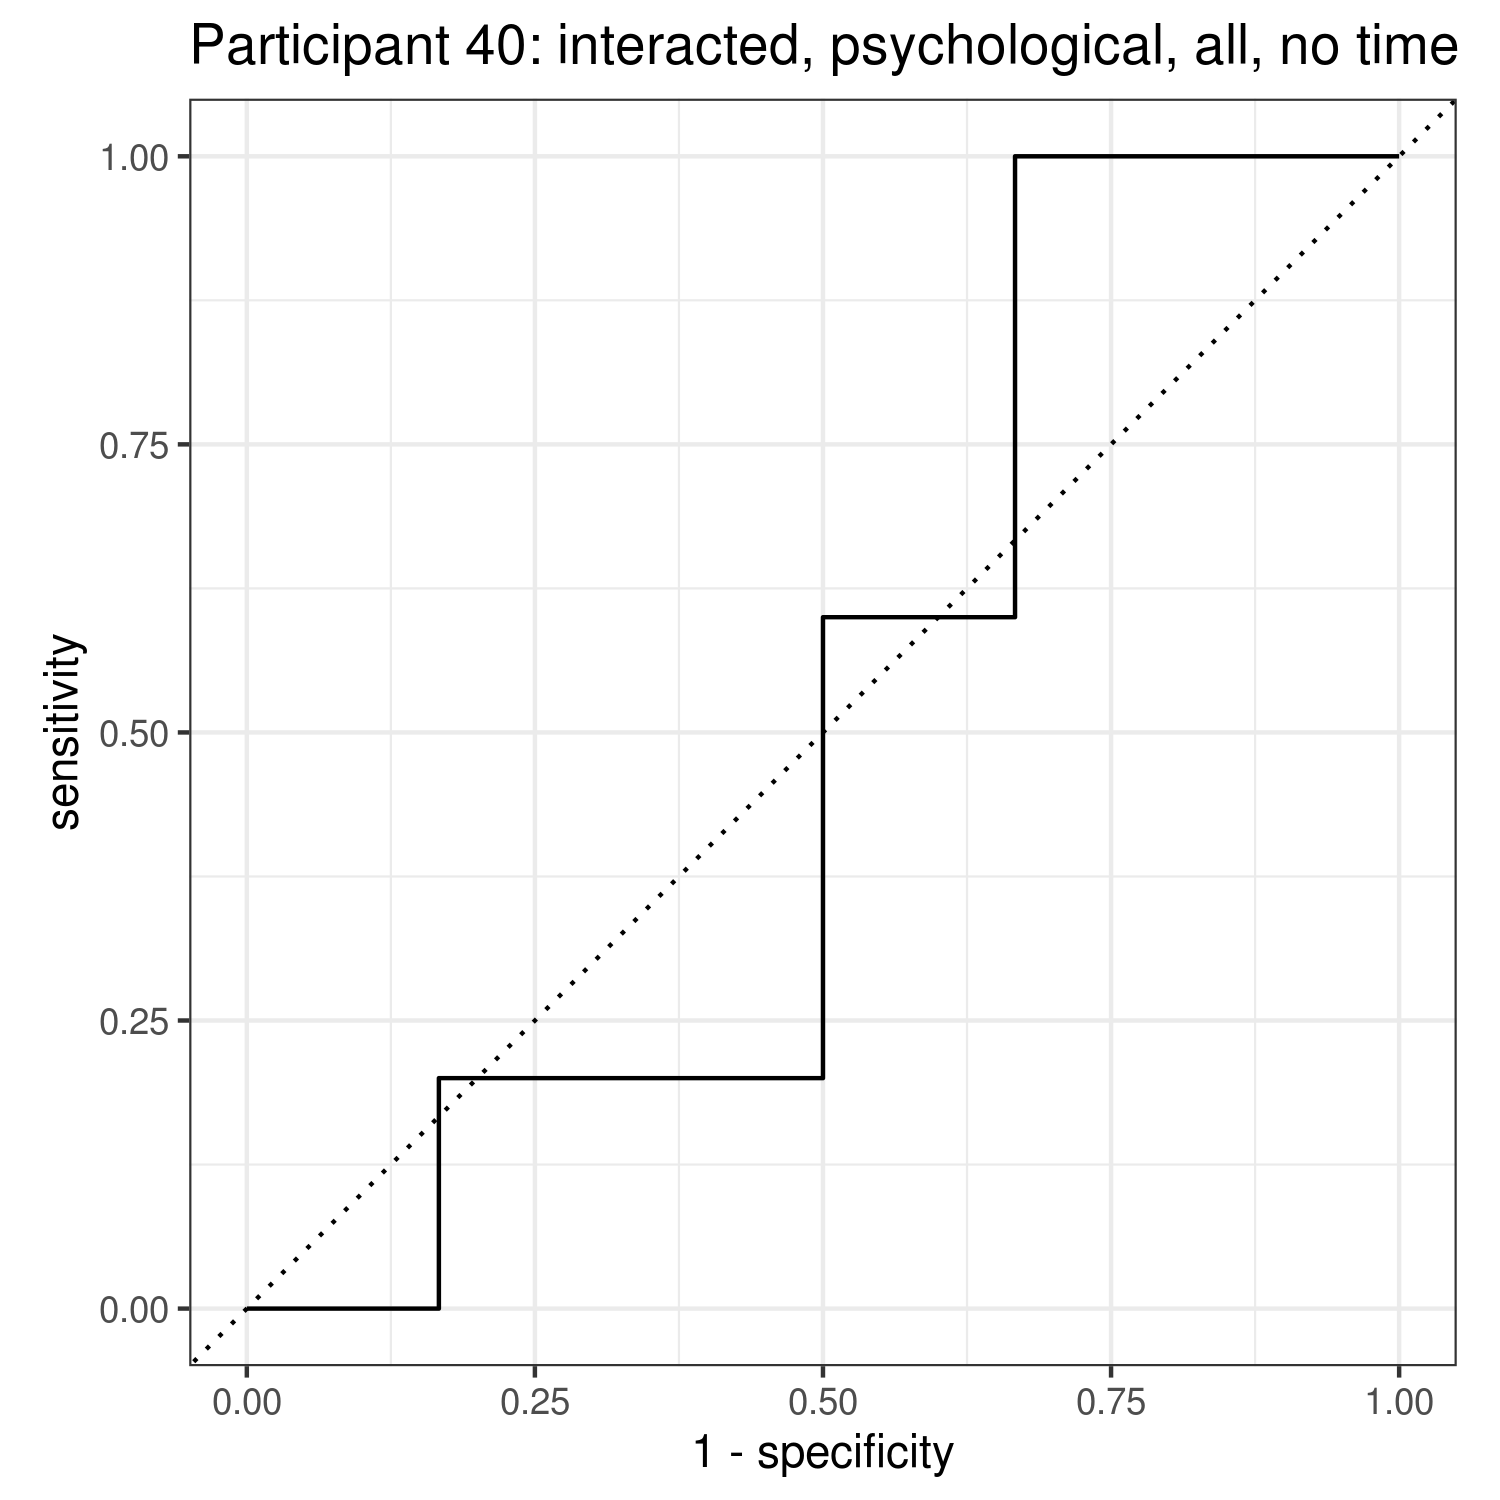 Participant 40: interacted, psychological, all, no time
1.00
0.75
0.50
0.25
0.00
sensitivity
0.00 0.25 0.50 0.75 1.00
1 - specificity